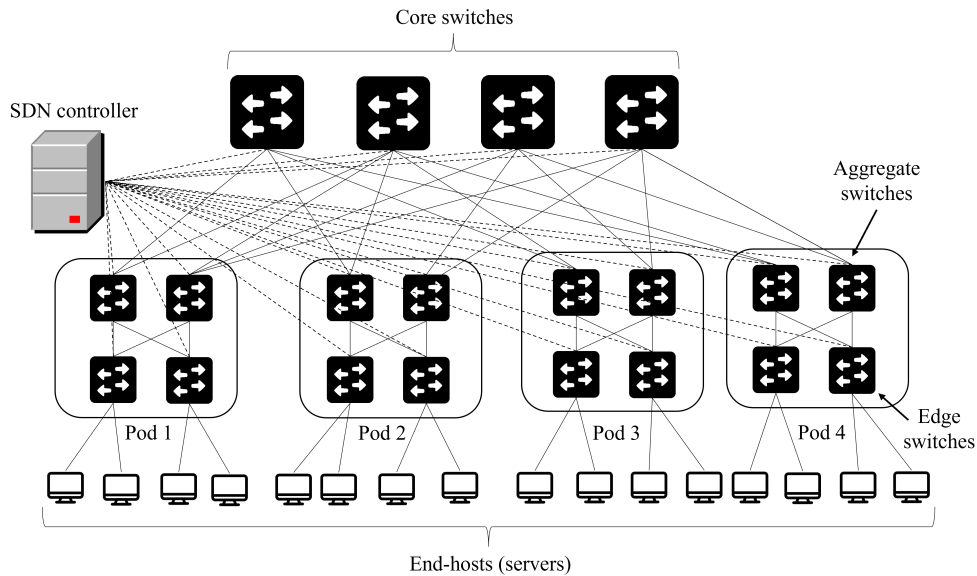 Core switches
SDN controller
Aggregate
switches
Pod 1
Pod 2
Pod 3
Pod 4
Edge
switches
End-hosts (servers)